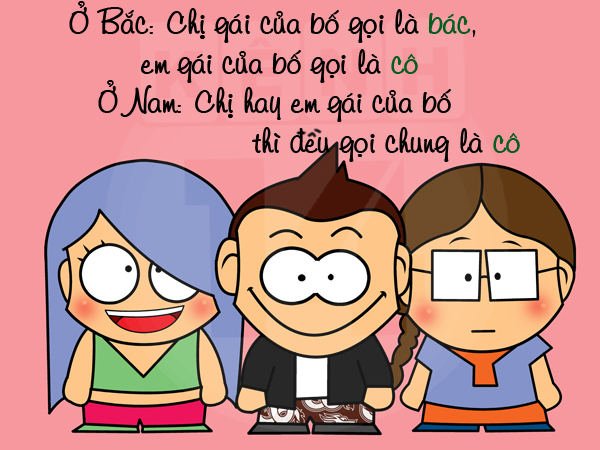 Ở Bắc: Chị gái của bố gọi là bác,
em gái của bố gọi là cô
Ở Nam: Chị hay em gái của bố
thì đều gọi chung là cô